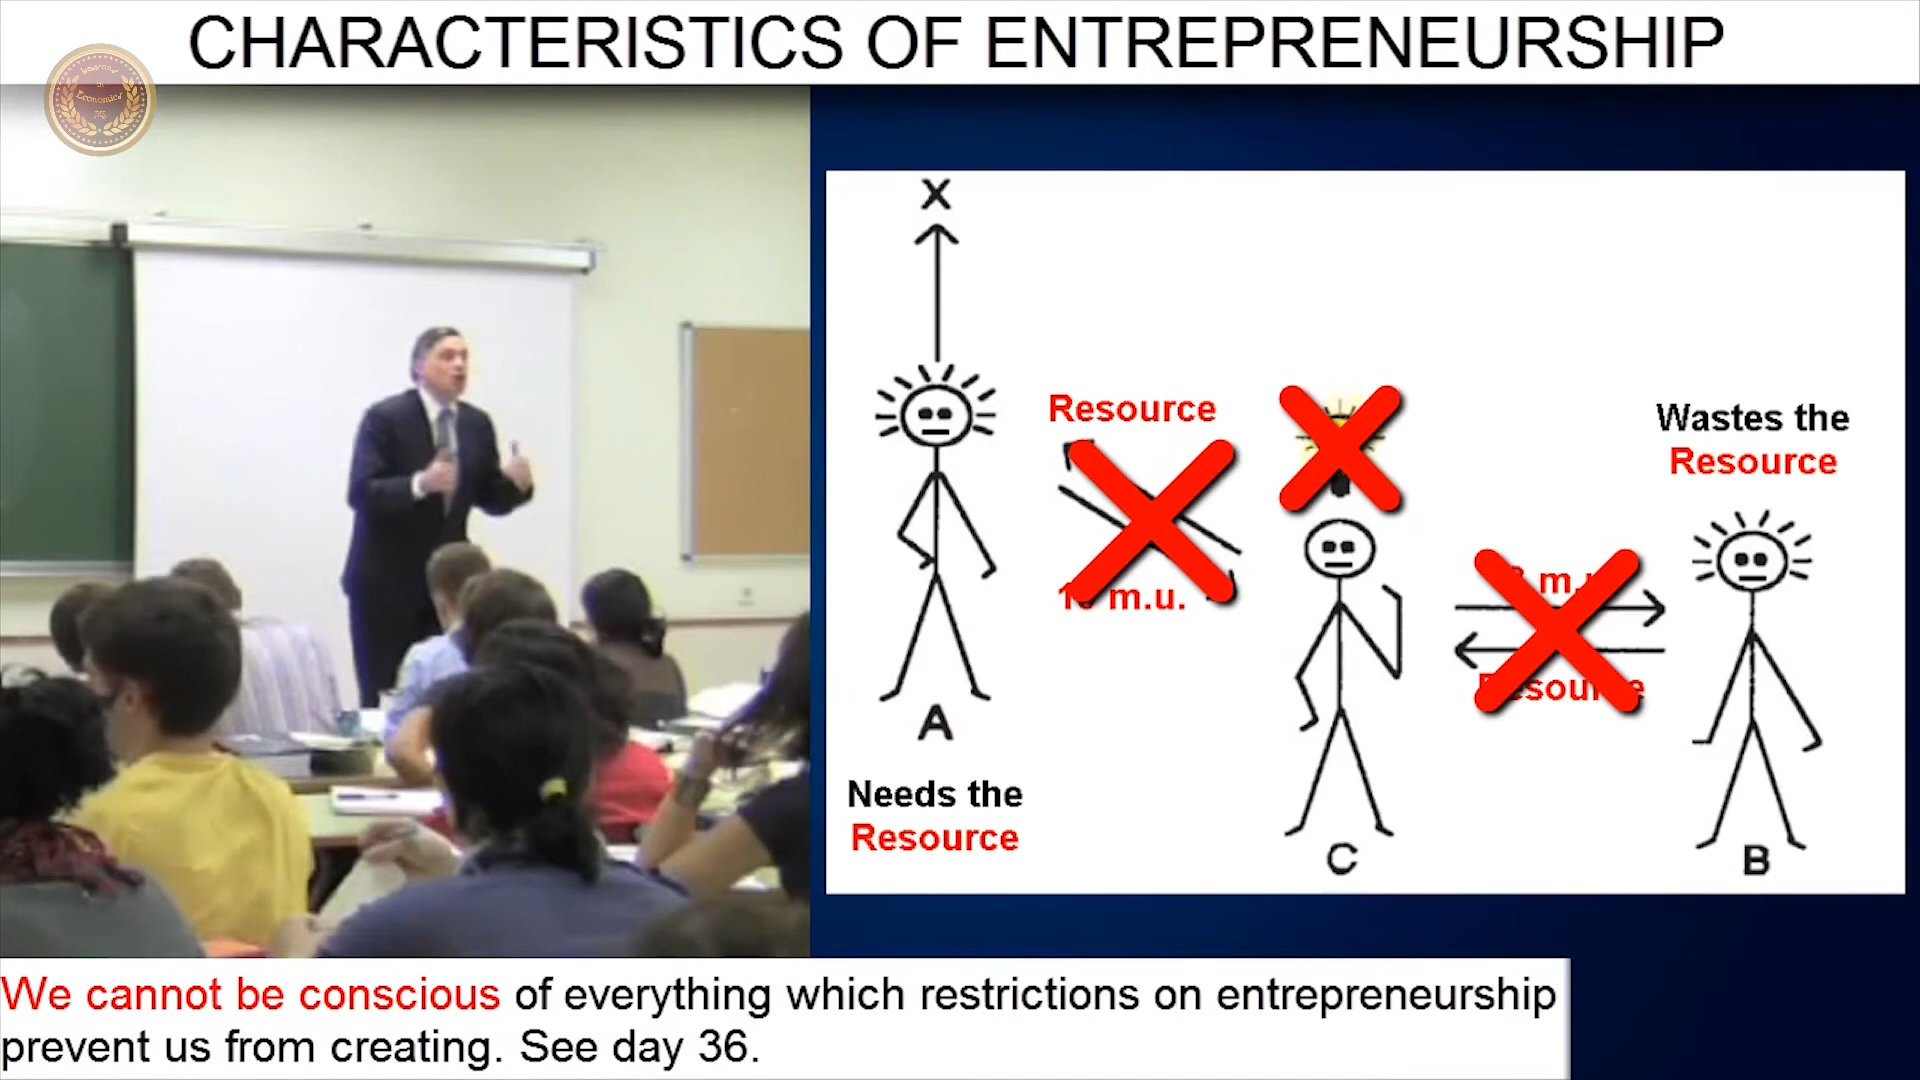 CHARACTERISTICS OF ENTREPRENEURSHIP
Economics
X
Resource
m.u.
A
Needs the
Resource
C
m.
Wastes the
Resource
B
We cannot be conscious of everything which restrictions on entrepreneurship
prevent us from creating. See day 36.